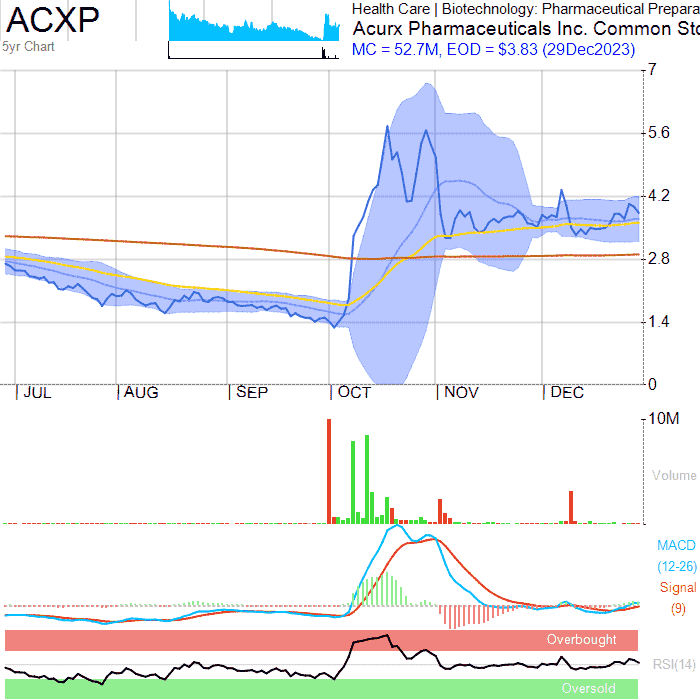 ACXP
5yr Chart
Health Care | Biotechnology: Pharmaceutical Prepara
Acurx Pharmaceuticals Inc. Common Sto
MC = 52.7M, EOD = $3.83 (29Dec2023)
7
5.6
4.2
2.8
1.4
0
JUL AUG SEP OCT NOV DEC
10M
Volume
MACD
(12-26)
Signal
(9)
Overbought
RSI(14)
Oversold